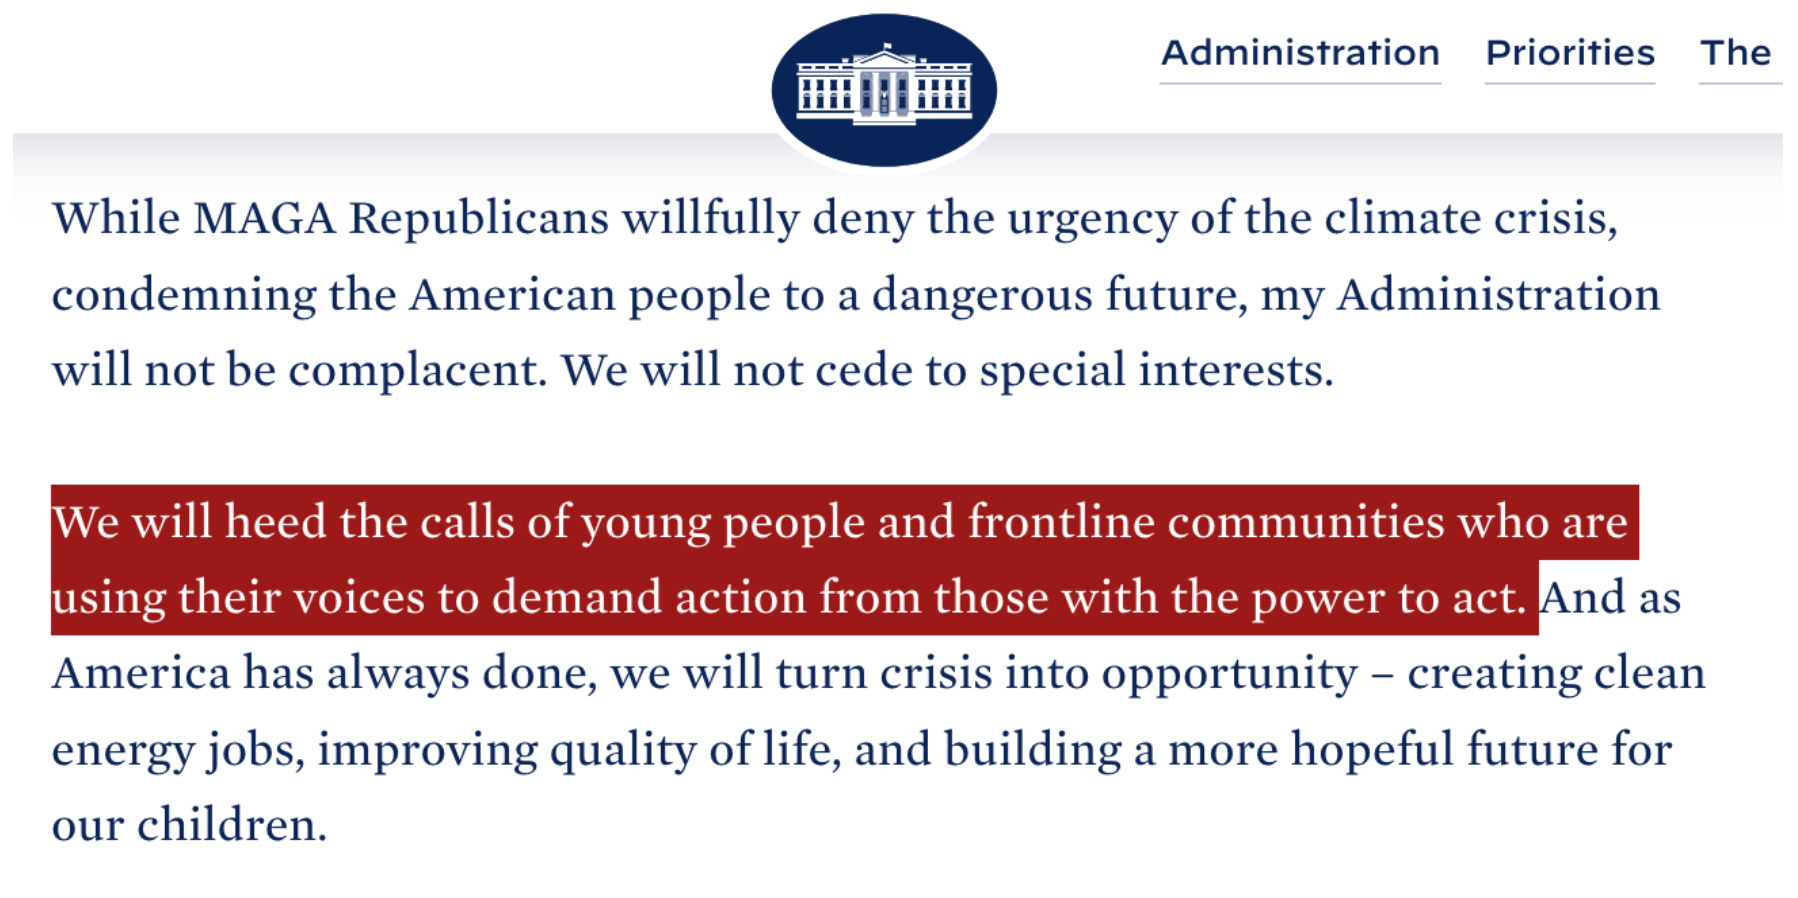 Administration Priorities The
While MAGA Republicans willfully deny the urgency of the climate crisis,
condemning the American people to a dangerous future, my Administration
will not be complacent. We will not cede to special interests.
We will heed the calls of young people and frontline communities who are
using their voices to demand action from those with the power to act. And as
America has always done, we will turn crisis into opportunity – creating clean
energy jobs, improving quality of life, and building a more hopeful future for
our children.